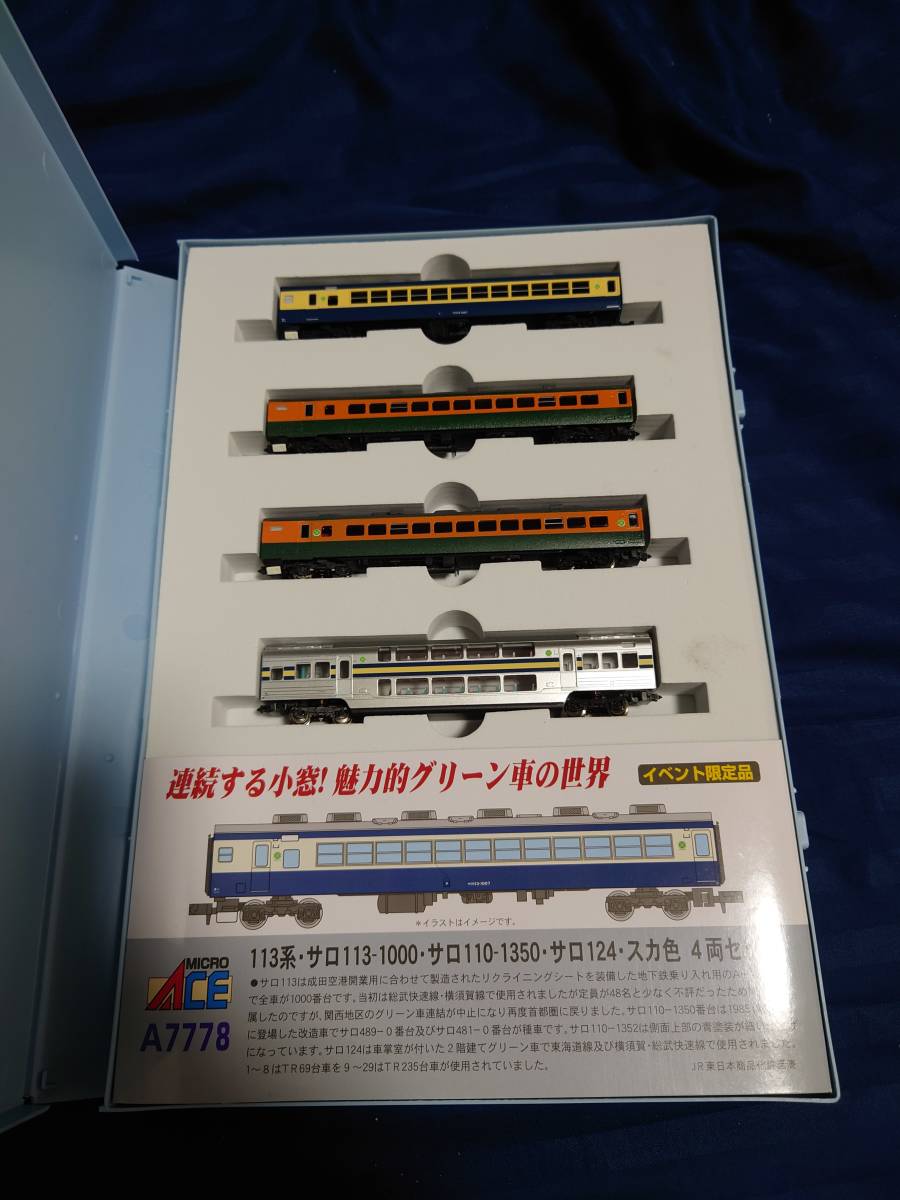 連続する小窓!魅力的グリーン車の世界
イベント限定品
サロ113-1007
*イラストはイメージです。
MICRO ACE
A7778
113系・サロ113-1000・サロ110-1350・サロ124・スカ色 4両セ
●サロ113は成田空港開業用に合わせて製造されたリクライニングシートを装備した地下鉄乗り入れ用の
で全車が1000番台です。当初は総武快速線・横須賀線で使用されましたが定員が48名と少なく不評だったため
属したのですが、関西地区のグリーン車連結が中止になり再度首都圏に戻りました。サロ110-1350番台は1985
に登場した改造車でサロ489-0番台及びサロ481-0番台が種車です。サロ110-1352は側面上部の青塗装が
になっています。サロ124は車掌室が付いた2階建てグリーン車で東海道線及び横須賀・総武快速線で使用されました。
1〜8はTR69台車を9〜29はTR235台車が使用されていました。
JR東日本商品化許諾済